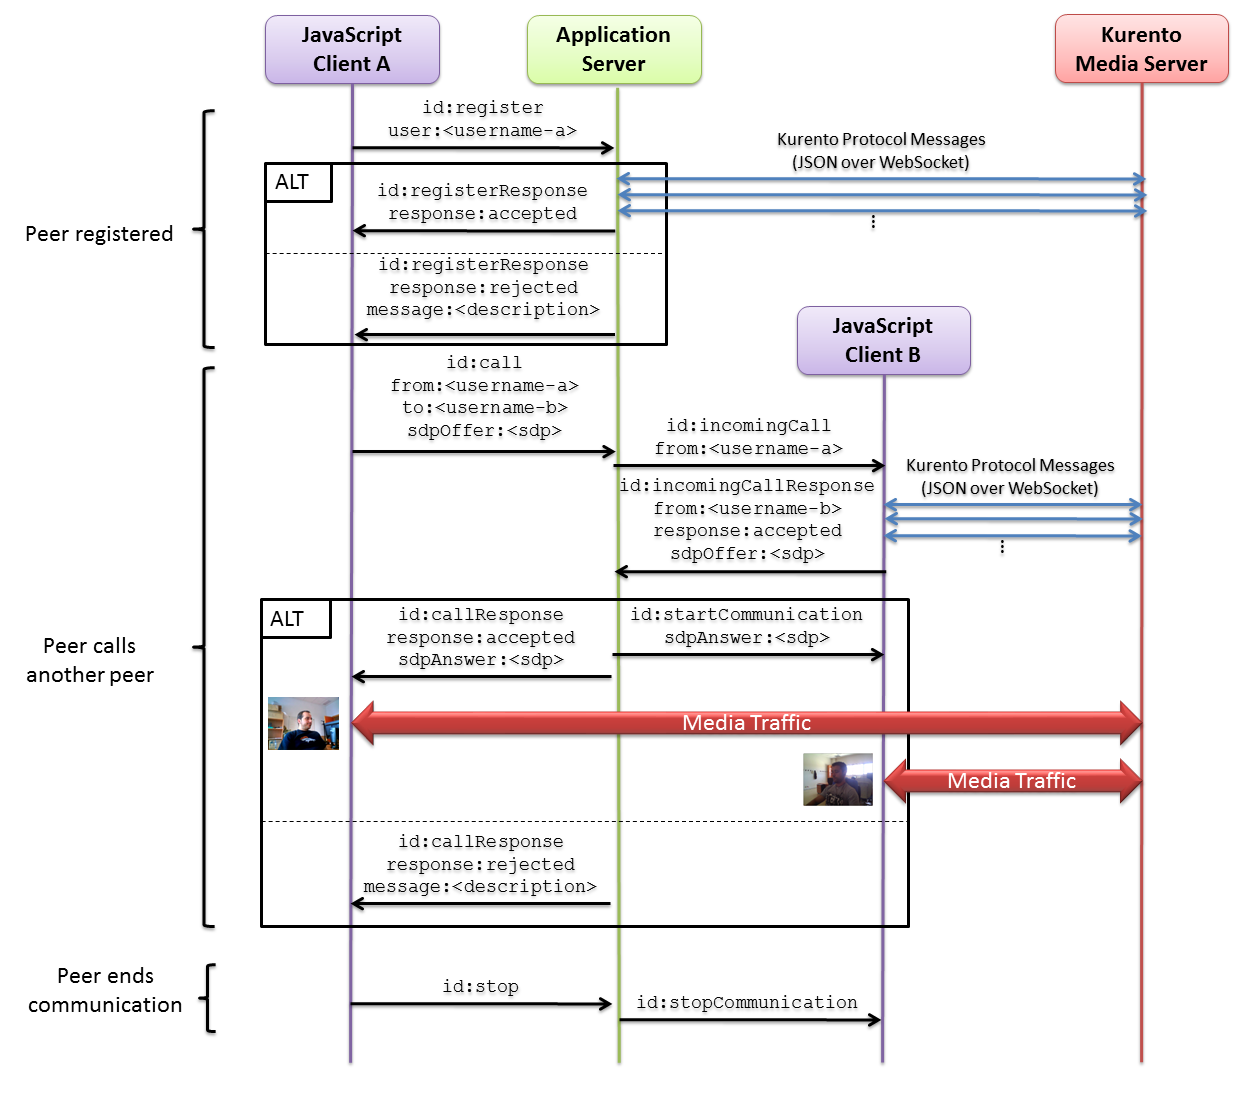 JavaScript
Client A
Application
Server
Kurento
Media Server
id:register
user:<username-a>
Kurento Protocol Messages
(JSON over WebSocket)
ALT
id:registerResponse
response:accepted
...
Peer registered
id:registerResponse
response:rejected
message:<description>
JavaScript
Client B
id:call
from:<username-a>
to:<username-b>
sdpOffer:<sdp>
id:incomingCall
from:<username-a>
Kurento Protocol Messages
(JSON over WebSocket)
id:incomingCallResponse
from:<username-b>
response:accepted
sdpOffer:<sdp>
...
Peer calls
another peer
ALT
id:callResponse
response:accepted
sdpAnswer:<sdp>
id:startCommunication
sdpAnswer:<sdp>
Media Traffic
Media Traffic
id:callResponse
response:rejected
message:<description>
Peer ends
communication
id:stop
id:stopCommunication